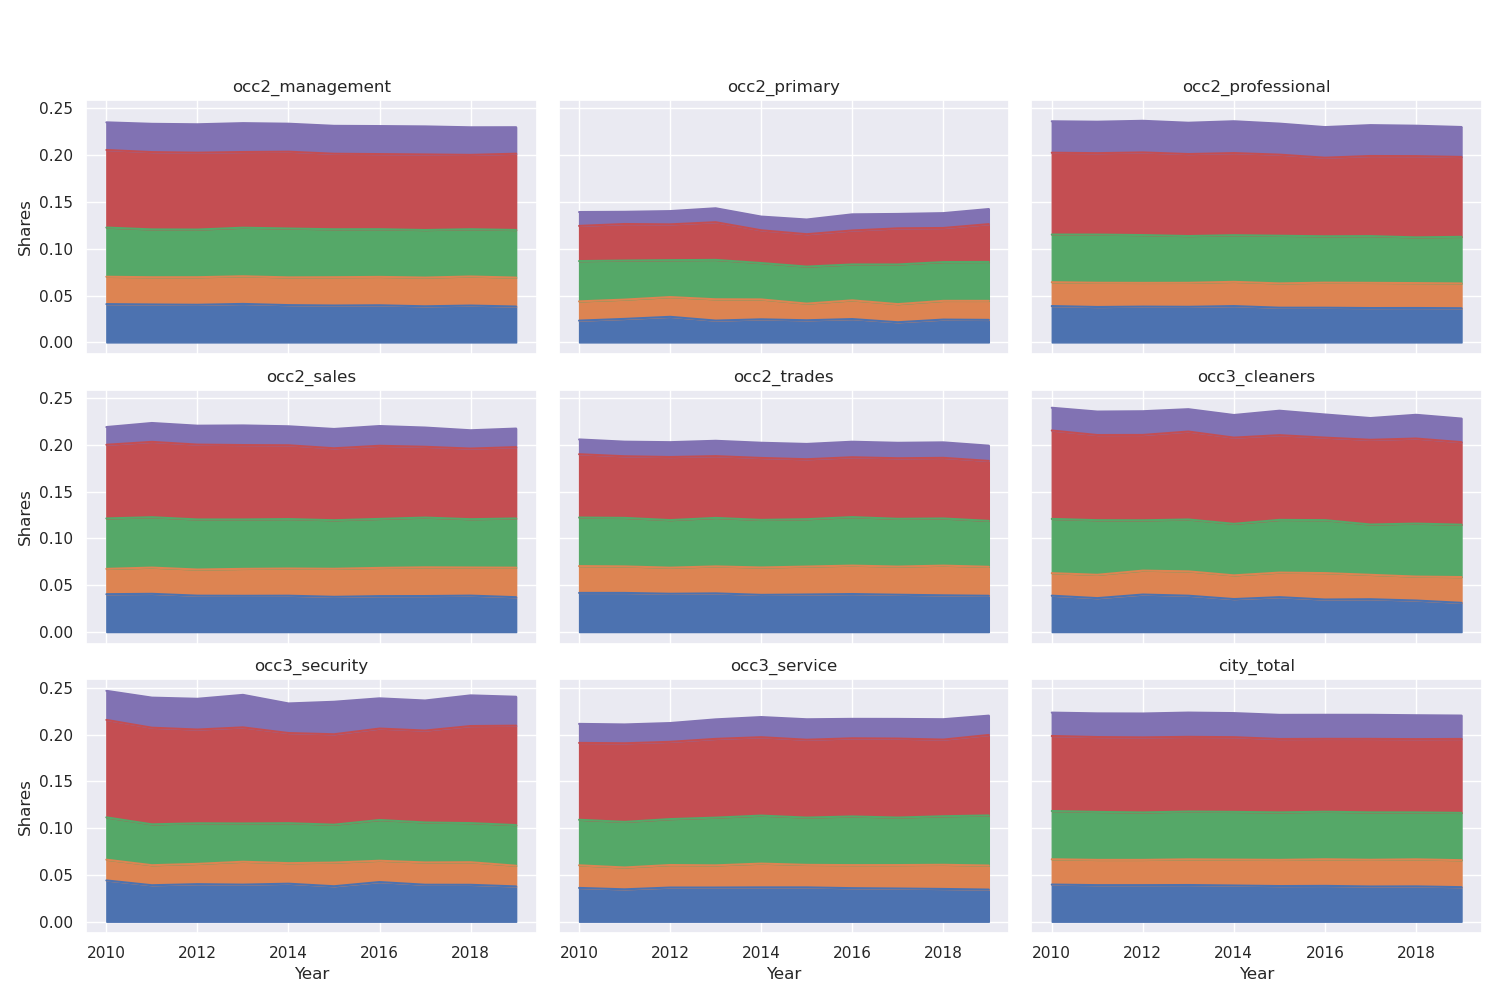 occ2_management occ2_primary occ2_professional
0.25
0.20
0.15
0.10
0.05
0.00
Shares
occ2_sales occ2_trades occ3_cleaners
0.25
0.20
0.15
0.10
0.05
0.00
Shares
occ3_security occ3_service city_total
0.25
0.20
0.15
0.10
0.05
0.00
Shares
2010 2012 2014 2016 2018 2010 2012 2014 2016 2018 2010 2012 2014 2016 2018
Year Year Year